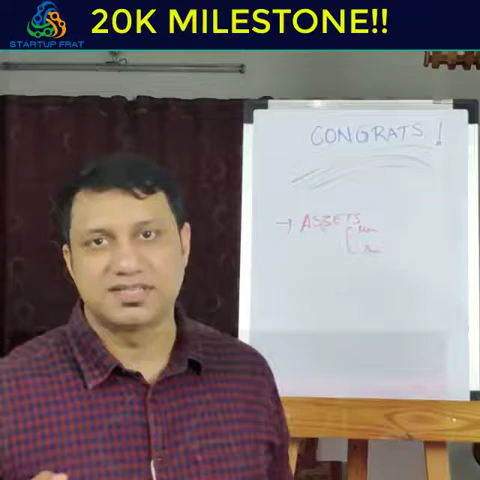 20K MILESTONE!!
STARTUP FRAT
CONGRATS !
→ ASSETS